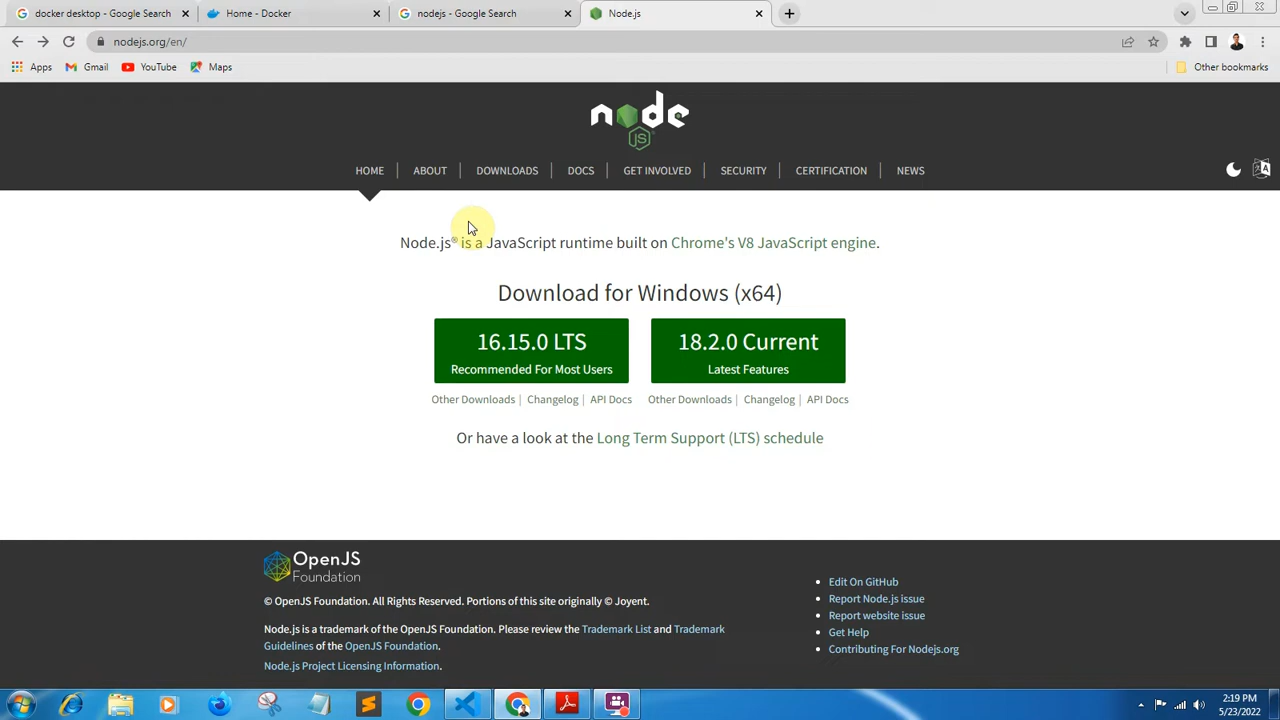 docker desktop - Google Search
Home - Docker
nodejs - Google Search
Node.js
nodejs.org/en/
Apps
Gmail
YouTube
Maps
Other bookmarks
node
JS
HOME | ABOUT | DOWNLOADS | DOCS | GET INVOLVED | SECURITY | CERTIFICATION | NEWS
Node.js® is a JavaScript runtime built on Chrome's V8 JavaScript engine.
Download for Windows (x64)
16.15.0 LTS
Recommended For Most Users
18.2.0 Current
Latest Features
Other Downloads | Changelog | API Docs
Other Downloads | Changelog | API Docs
Or have a look at the Long Term Support (LTS) schedule
OpenJS
Foundation
© OpenJS Foundation. All Rights Reserved. Portions of this site originally © Joyent.
Node.js is a trademark of the OpenJS Foundation. Please review the Trademark List and Trademark
Guidelines of the OpenJS Foundation.
Node.js Project Licensing Information.
Edit On GitHub
Report Node.js issue
Report website issue
Get Help
Contributing For Nodejs.org
2:19 PM
5/23/2022